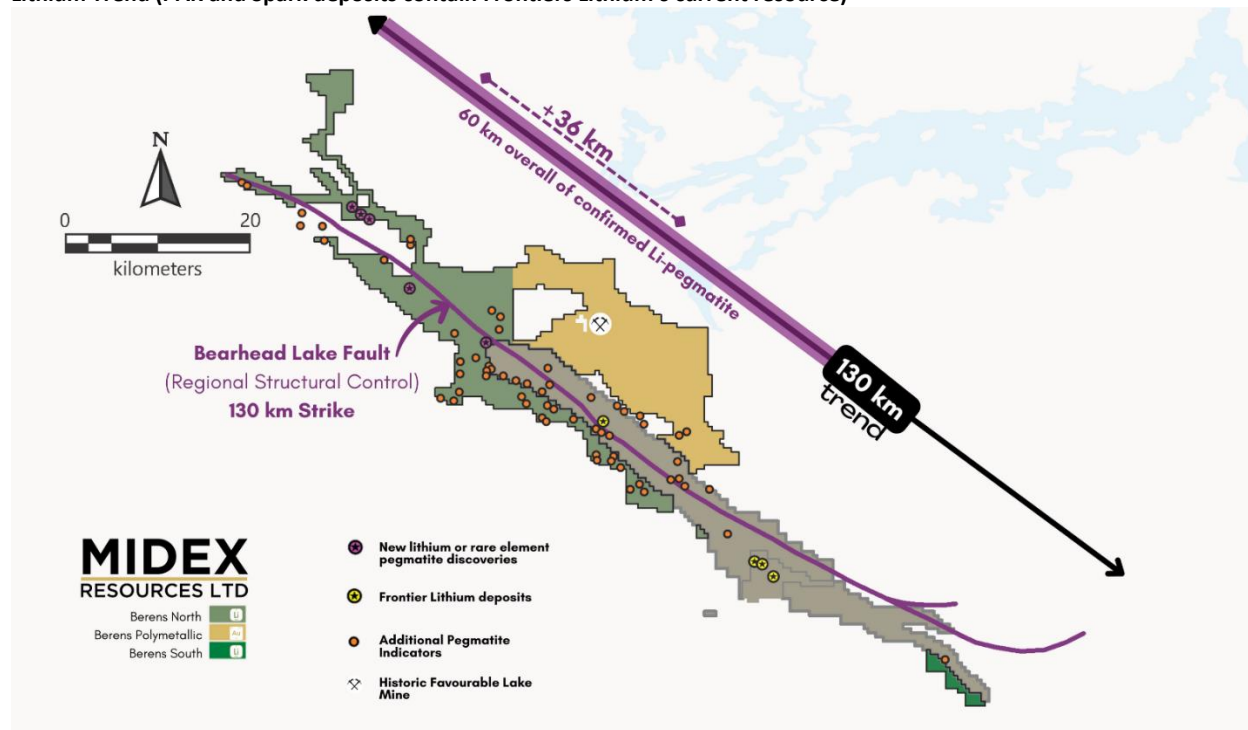 N
0 20
kilometers
+36 km
60 km overall of confirmed Li-pegmatite
130 km
trend
Bearhead Lake Fault
(Regional Structural Control)
130 km Strike
MIDEX
RESOURCES LTD
Berens North Li
Berens Polymetallic Au
Berens South Li
New lithium or rare element
pegmatite discoveries
Frontier Lithium deposits
Additional Pegmatite
Indicators
Historic Favourable Lake
Mine